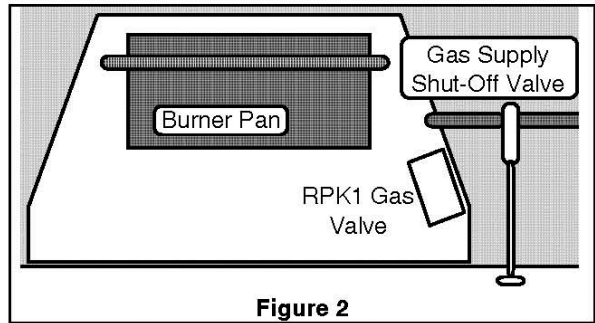 Gas Supply
Shut-Off Valve
Burner Pan
RPK1 Gas
Valve
Figure 2